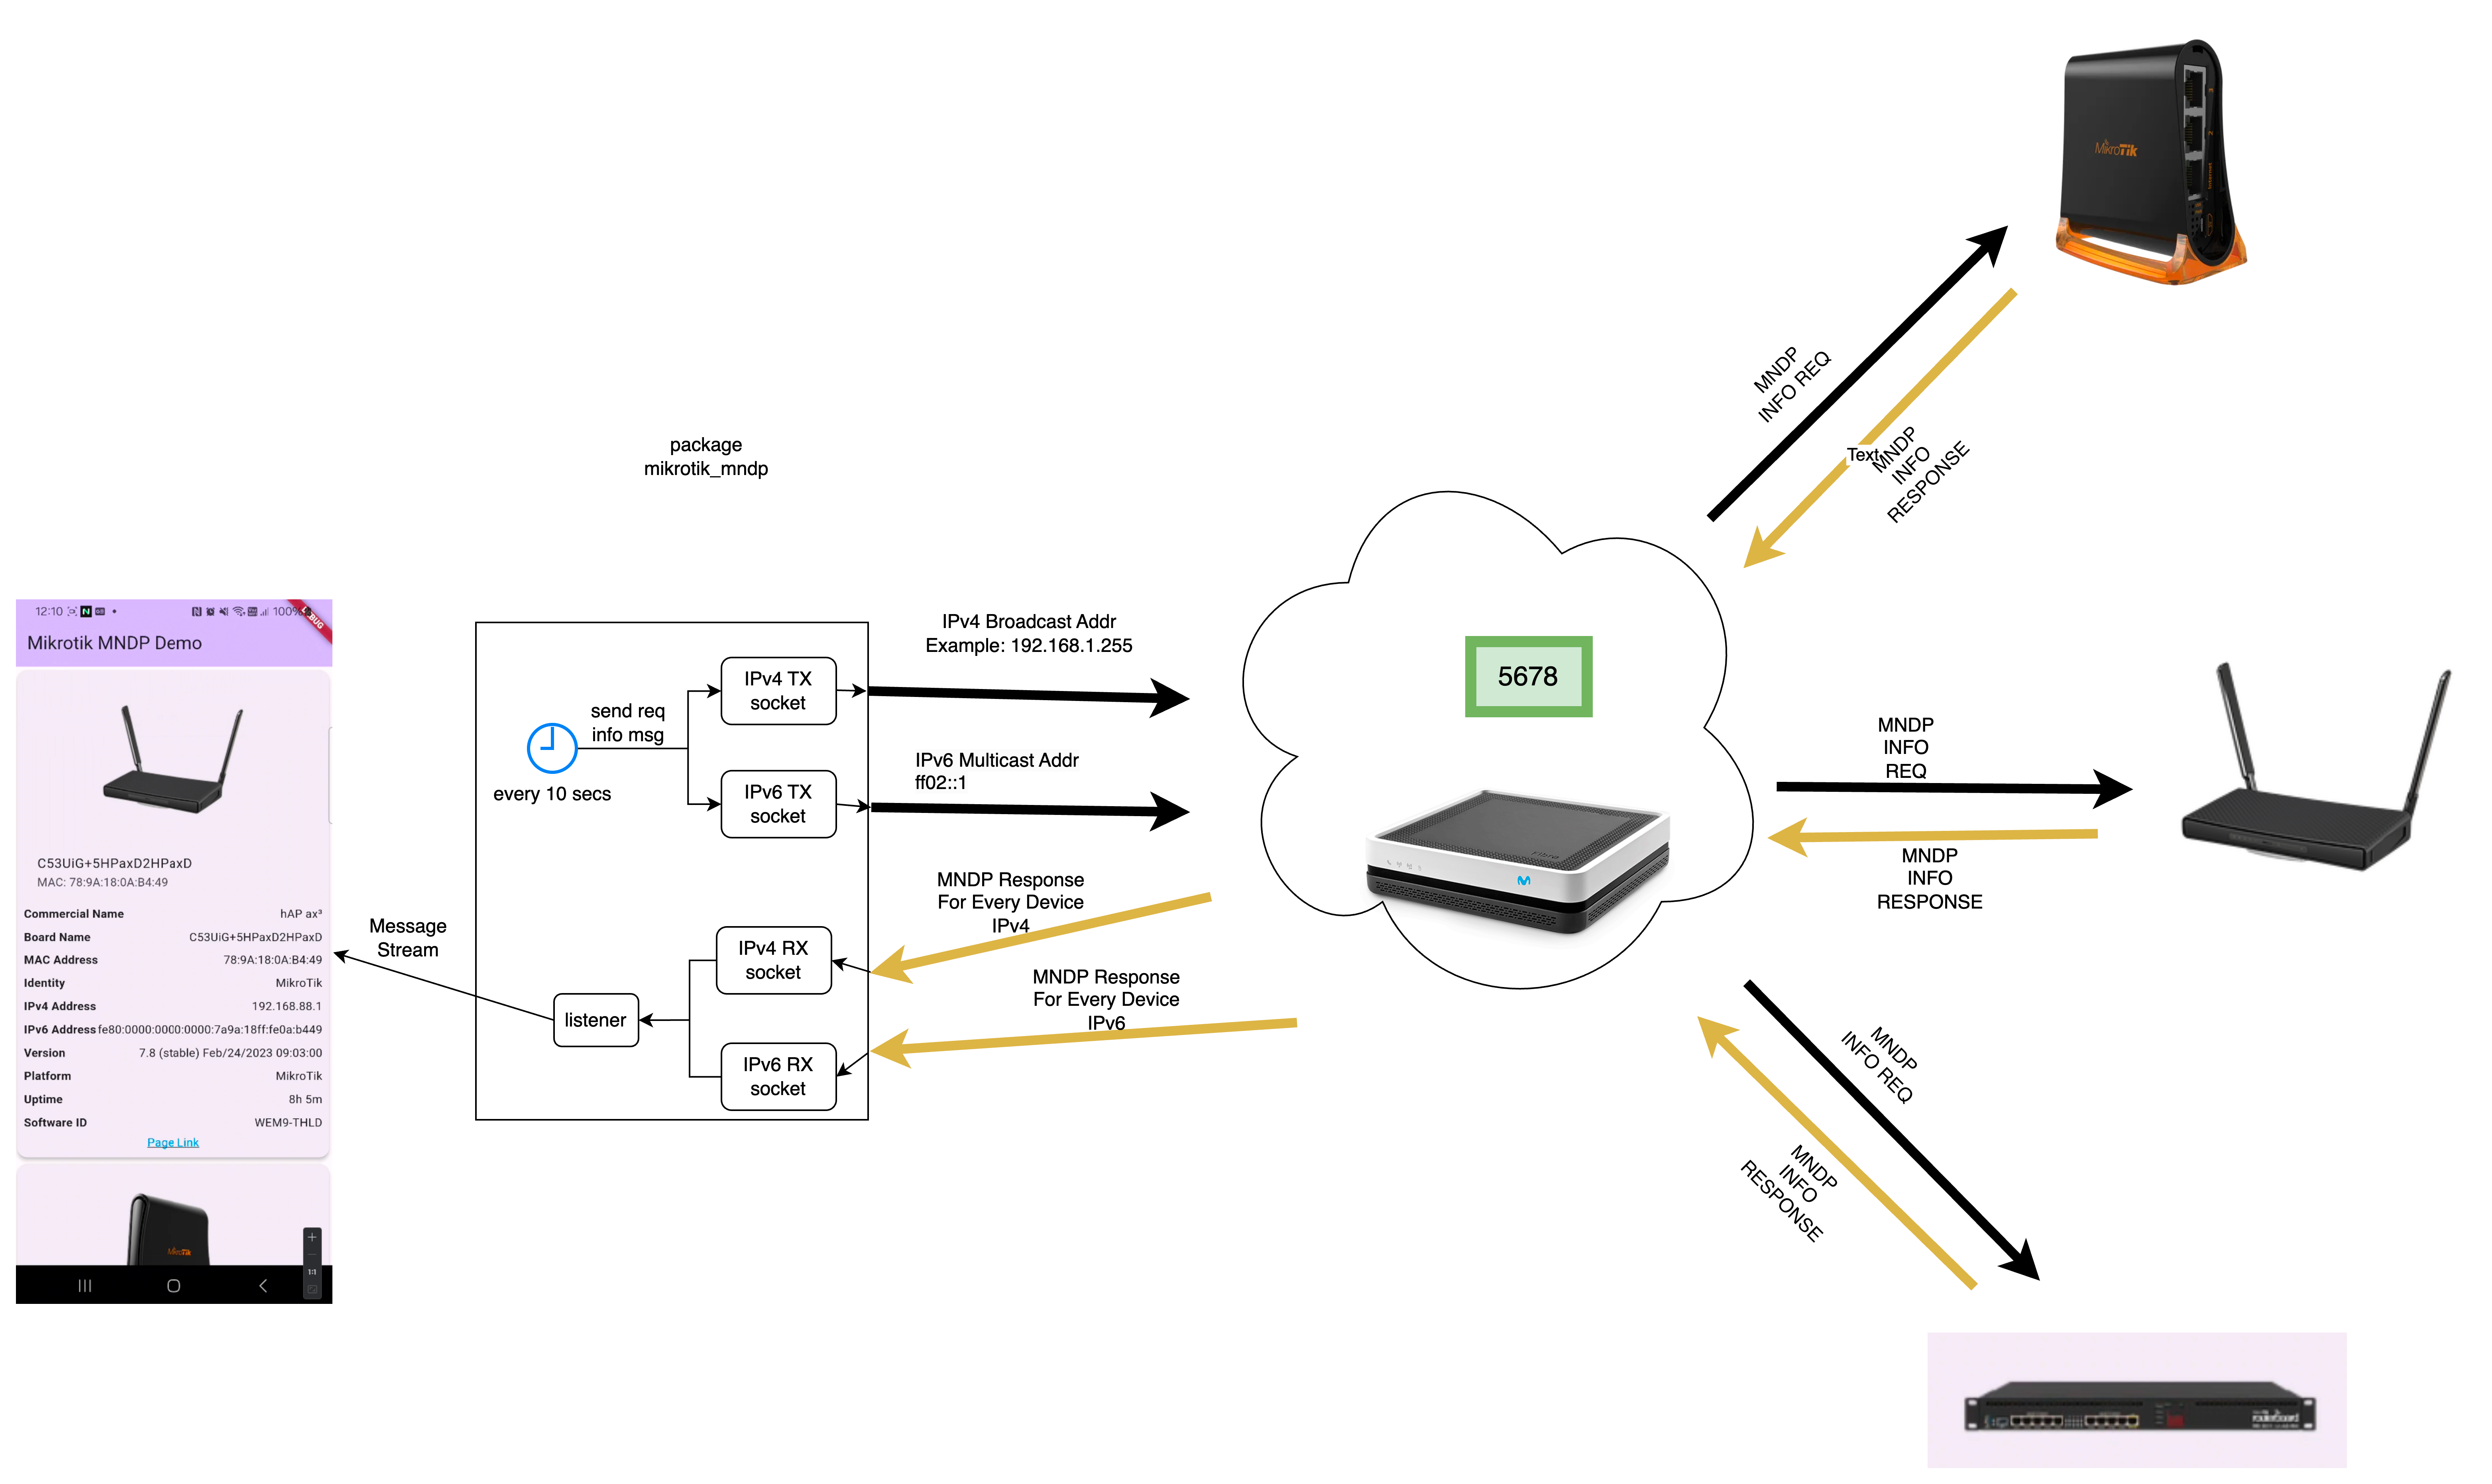 12:10
100%
DEBUG
Mikrotik MNDP Demo
C53UiG+5HPaxD2HPaxD
MAC: 78:9A:18:0A:B4:49
Commercial Name hAP ax³
Board Name C53UiG+5HPaxD2HPaxD
MAC Address 78:9A:18:0A:B4:49
Identity MikroTik
IPv4 Address 192.168.88.1
IPv6 Address fe80:0000:0000:0000:7a9a:18ff:fe0a:b449
Version 7.8 (stable) Feb/24/2023 09:03:00
Platform MikroTik
Uptime 8h 5m
Software ID WEM9-THLD
Page Link
MikroTik
1:1
Message
Stream
package
mikrotik_mndp
every 10 secs
send req
info msg
IPv4 TX
socket
IPv6 TX
socket
IPv4 RX
socket
IPv6 RX
socket
listener
IPv4 Broadcast Addr
Example: 192.168.1.255
IPv6 Multicast Addr
ff02::1
MNDP Response
For Every Device
IPv4
MNDP Response
For Every Device
IPv6
5678
MNDP
INFO REQ
Text
MNDP
INFO
RESPONSE
MikroTik
3
2
Internet
MNDP
INFO
REQ
MNDP
INFO
RESPONSE
MNDP
INFO REQ
MNDP
INFO
RESPONSE